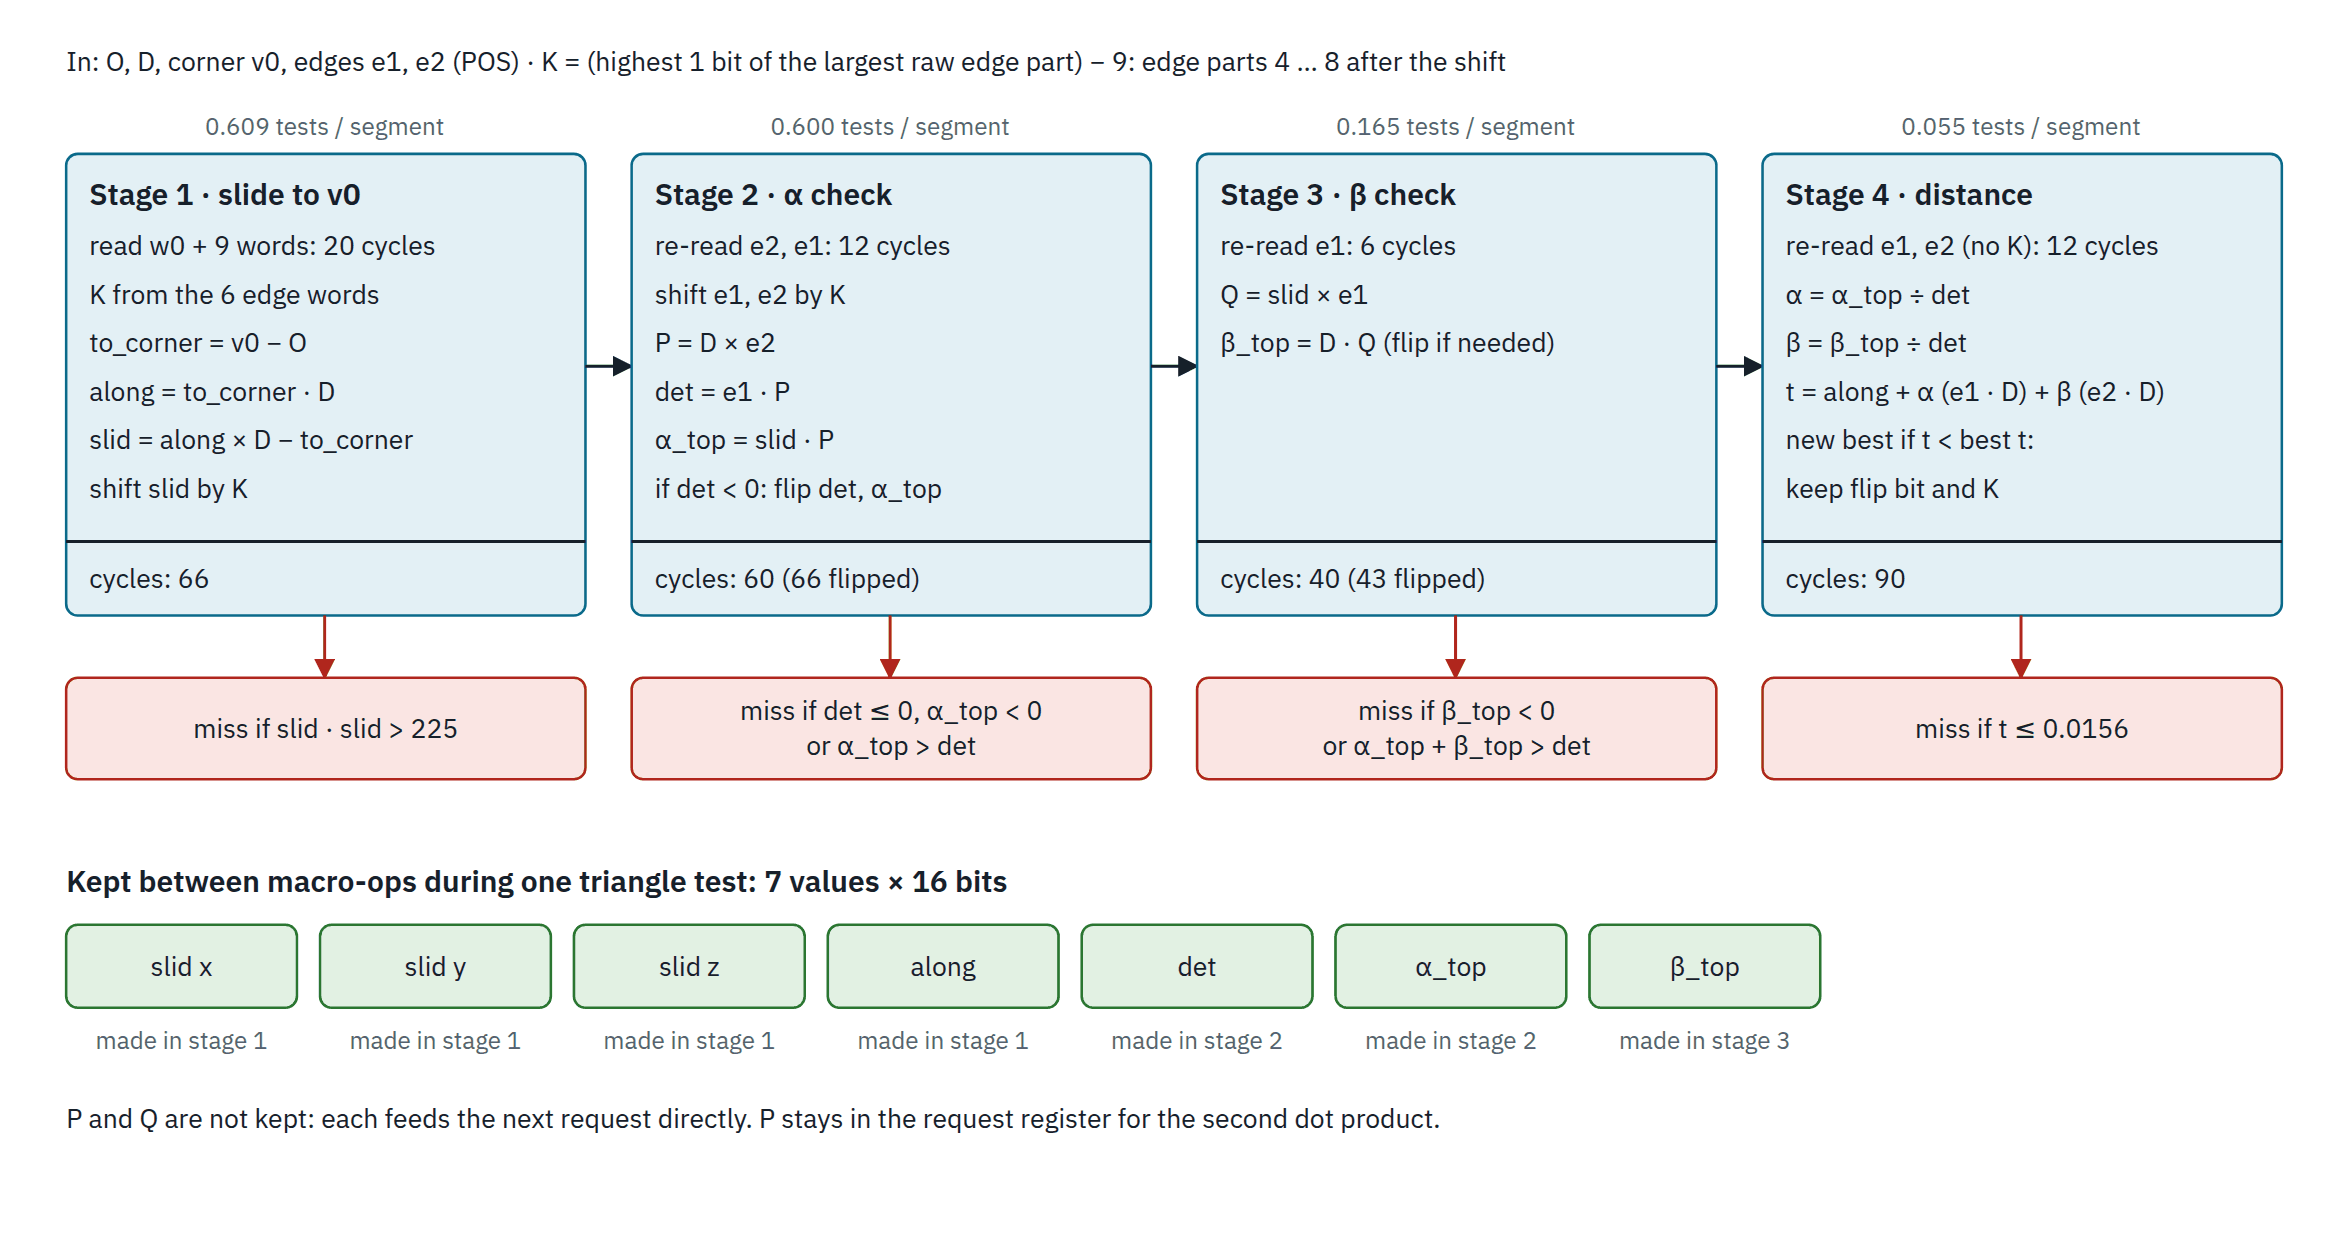 In: O, D, corner v0, edges e1, e2 (POS) · K = (highest 1 bit of the largest raw edge part) − 9: edge parts 4 … 8 after the shift
0.609 tests / segment
0.600 tests / segment
0.165 tests / segment
0.055 tests / segment
Stage 1 · slide to v0
read w0 + 9 words: 20 cycles
K from the 6 edge words
to_corner = v0 − O
along = to_corner · D
slid = along × D − to_corner
shift slid by K
cycles: 66
miss if slid · slid > 225
Stage 2 · α check
re-read e2, e1: 12 cycles
shift e1, e2 by K
P = D × e2
det = e1 · P
α_top = slid · P
if det < 0: flip det, α_top
cycles: 60 (66 flipped)
miss if det ≤ 0, α_top < 0
or α_top > det
Stage 3 · β check
re-read e1: 6 cycles
Q = slid × e1
β_top = D · Q (flip if needed)
cycles: 40 (43 flipped)
miss if β_top < 0
or α_top + β_top > det
Stage 4 · distance
re-read e1, e2 (no K): 12 cycles
α = α_top ÷ det
β = β_top ÷ det
t = along + α (e1 · D) + β (e2 · D)
new best if t < best t:
keep flip bit and K
cycles: 90
miss if t ≤ 0.0156
Kept between macro-ops during one triangle test: 7 values × 16 bits
slid x
slid y
slid z
along
det
α_top
β_top
made in stage 1
made in stage 1
made in stage 1
made in stage 1
made in stage 2
made in stage 2
made in stage 3
P and Q are not kept: each feeds the next request directly. P stays in the request register for the second dot product.